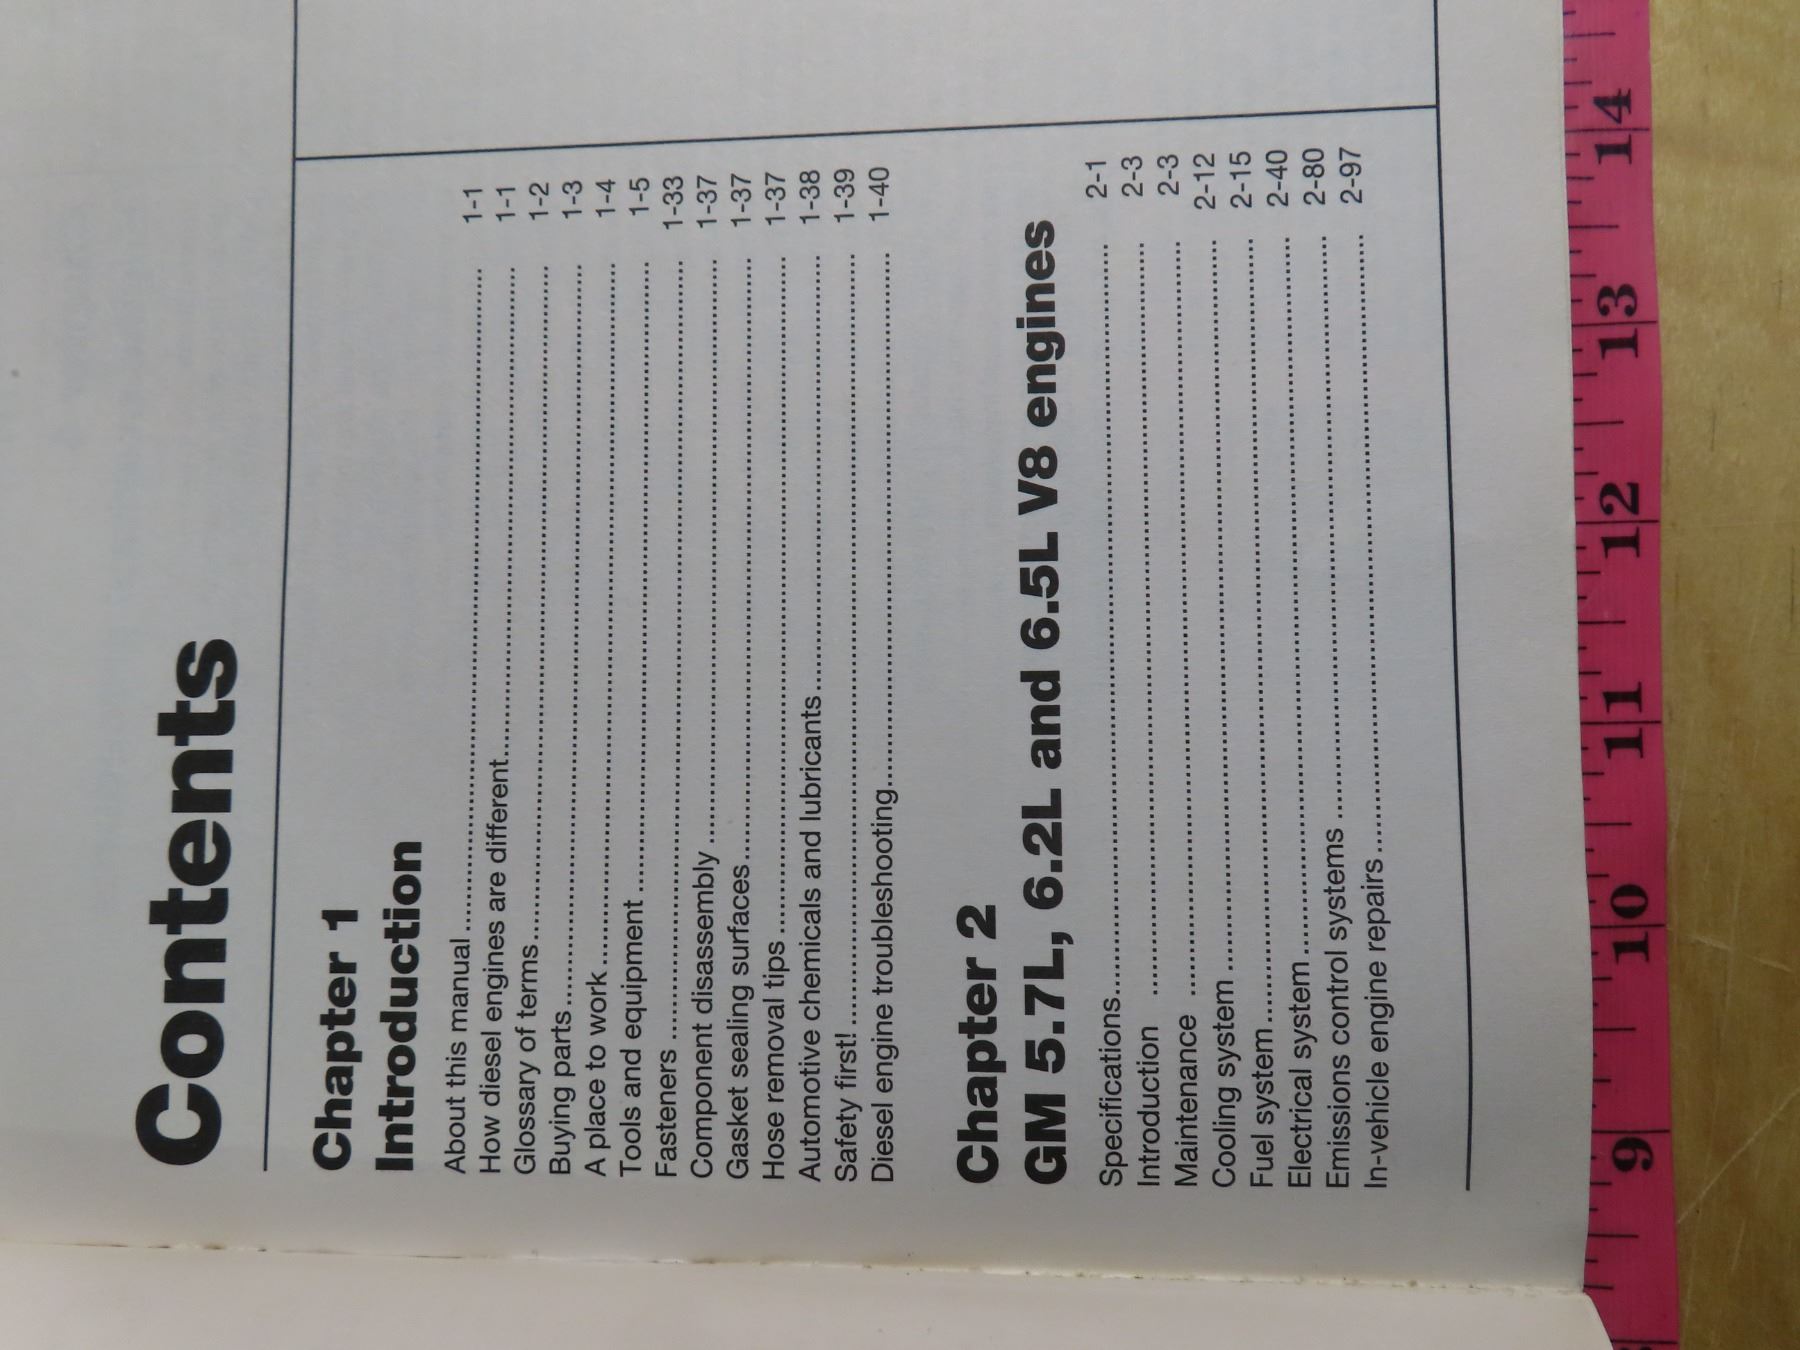 Contents
Chapter 1
Introduction
About this manual ........ 1-1
How diesel engines are different ........ 1-1
Glossary of terms ........ 1-2
Buying parts ........ 1-3
A place to work ........ 1-4
Tools and equipment ........ 1-5
Fasteners ........ 1-33
Component disassembly ........ 1-37
Gasket sealing surfaces ........ 1-37
Hose removal tips ........ 1-37
Automotive chemicals and lubricants ........ 1-38
Safety first! ........ 1-39
Diesel engine troubleshooting ........ 1-40
Chapter 2
GM 5.7L, 6.2L and 6.5L V8 engines
Specifications ........ 2-1
Introduction ........ 2-3
Maintenance ........ 2-3
Cooling system ........ 2-12
Fuel system ........ 2-15
Electrical system ........ 2-40
Emissions control systems ........ 2-80
In-vehicle engine repairs ........ 2-97
9 10 11 12 13 14